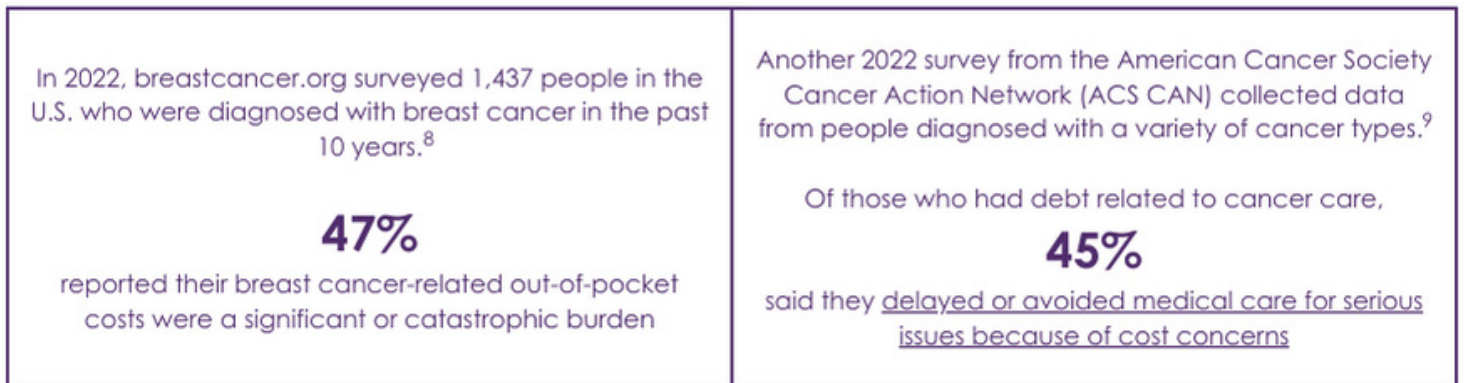 In 2022, breastcancer.org surveyed 1,437 people in the
U.S. who were diagnosed with breast cancer in the past
10 years.8
47%
reported their breast cancer-related out-of-pocket
costs were a significant or catastrophic burden
Another 2022 survey from the American Cancer Society
Cancer Action Network (ACS CAN) collected data
from people diagnosed with a variety of cancer types.9
Of those who had debt related to cancer care,
45%
said they delayed or avoided medical care for serious
issues because of cost concerns